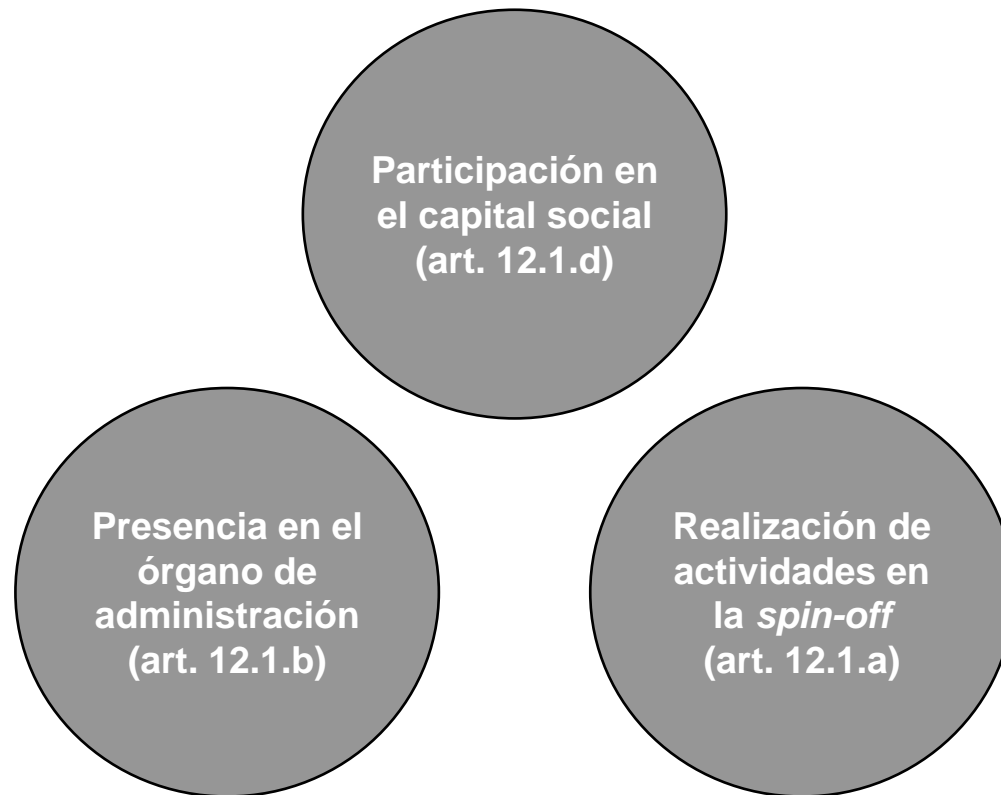 Participación en
el capital social
(art. 12.1.d)
Presencia en el
órgano de
administración
(art. 12.1.b)
Realización de
actividades en
la spin-off
(art. 12.1.a)